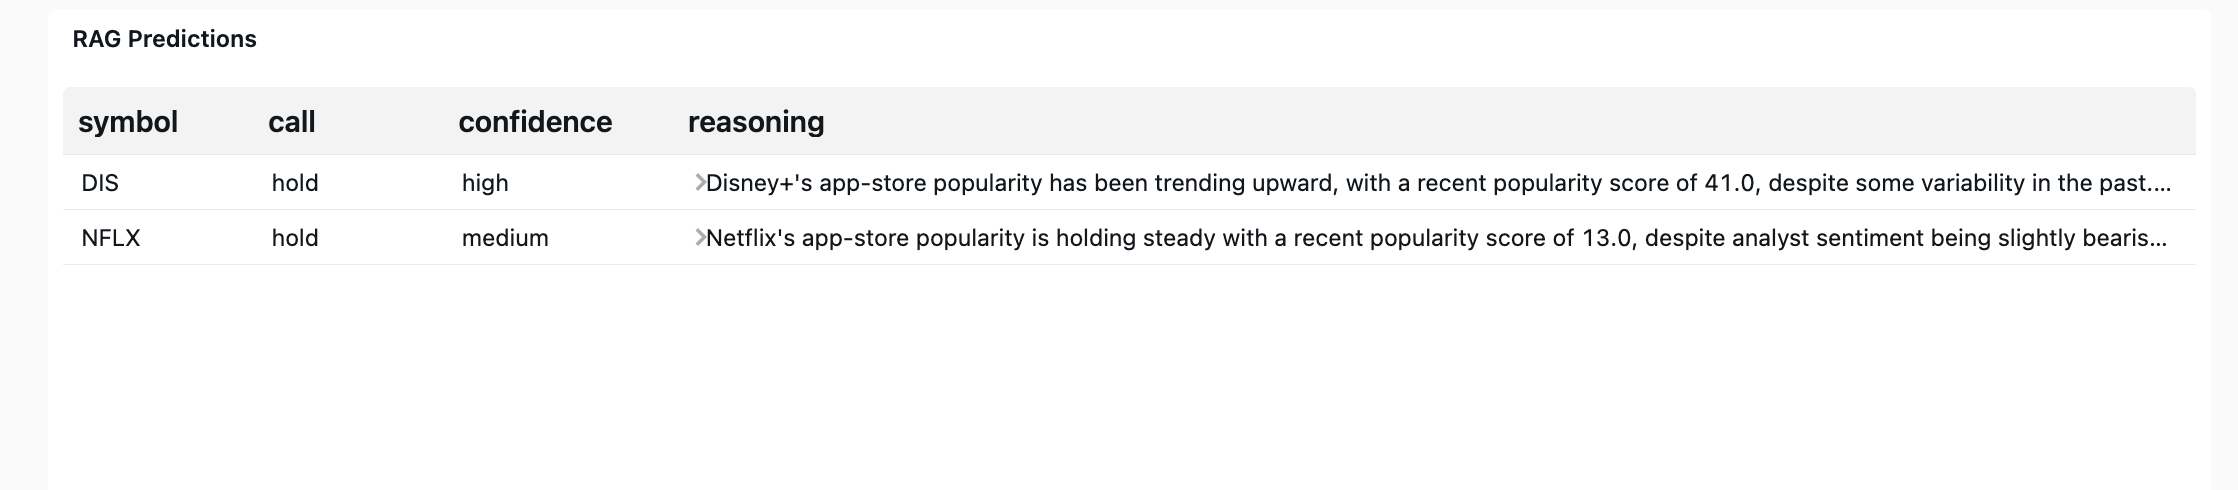 RAG Predictions
symbol call confidence reasoning
DIS hold high Disney+'s app-store popularity has been trending upward, with a recent popularity score of 41.0, despite some variability in the past....
NFLX hold medium Netflix's app-store popularity is holding steady with a recent popularity score of 13.0, despite analyst sentiment being slightly bearis...